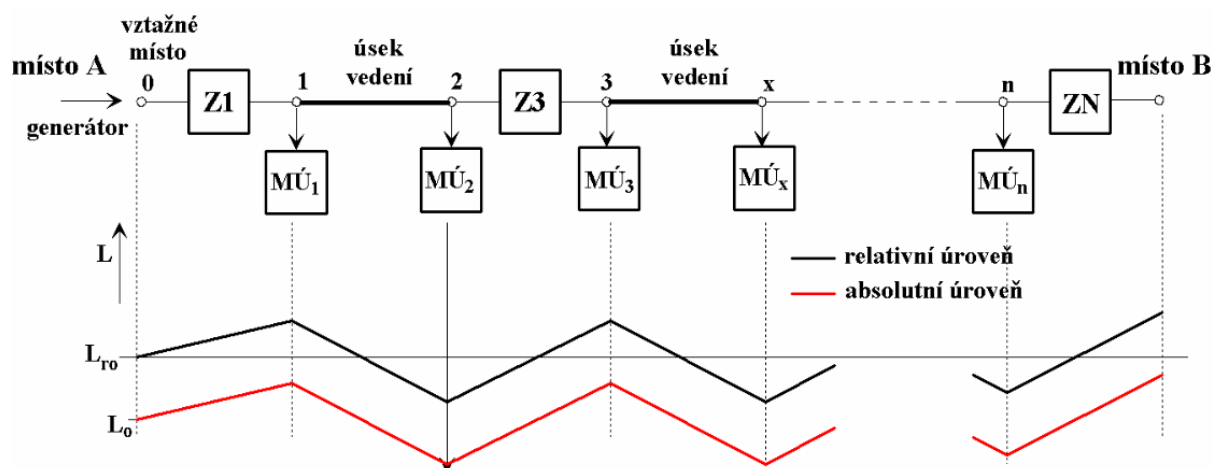 vztažné
místo
místo A
0
Z1
1
úsek
vedení
2
Z3
3
úsek
vedení
x
n
ZN
místo B
generátor
MÚ1
MÚ2
MÚ3
MÚx
MÚn
L
relativní úroveň
absolutní úroveň
Lro
Lo